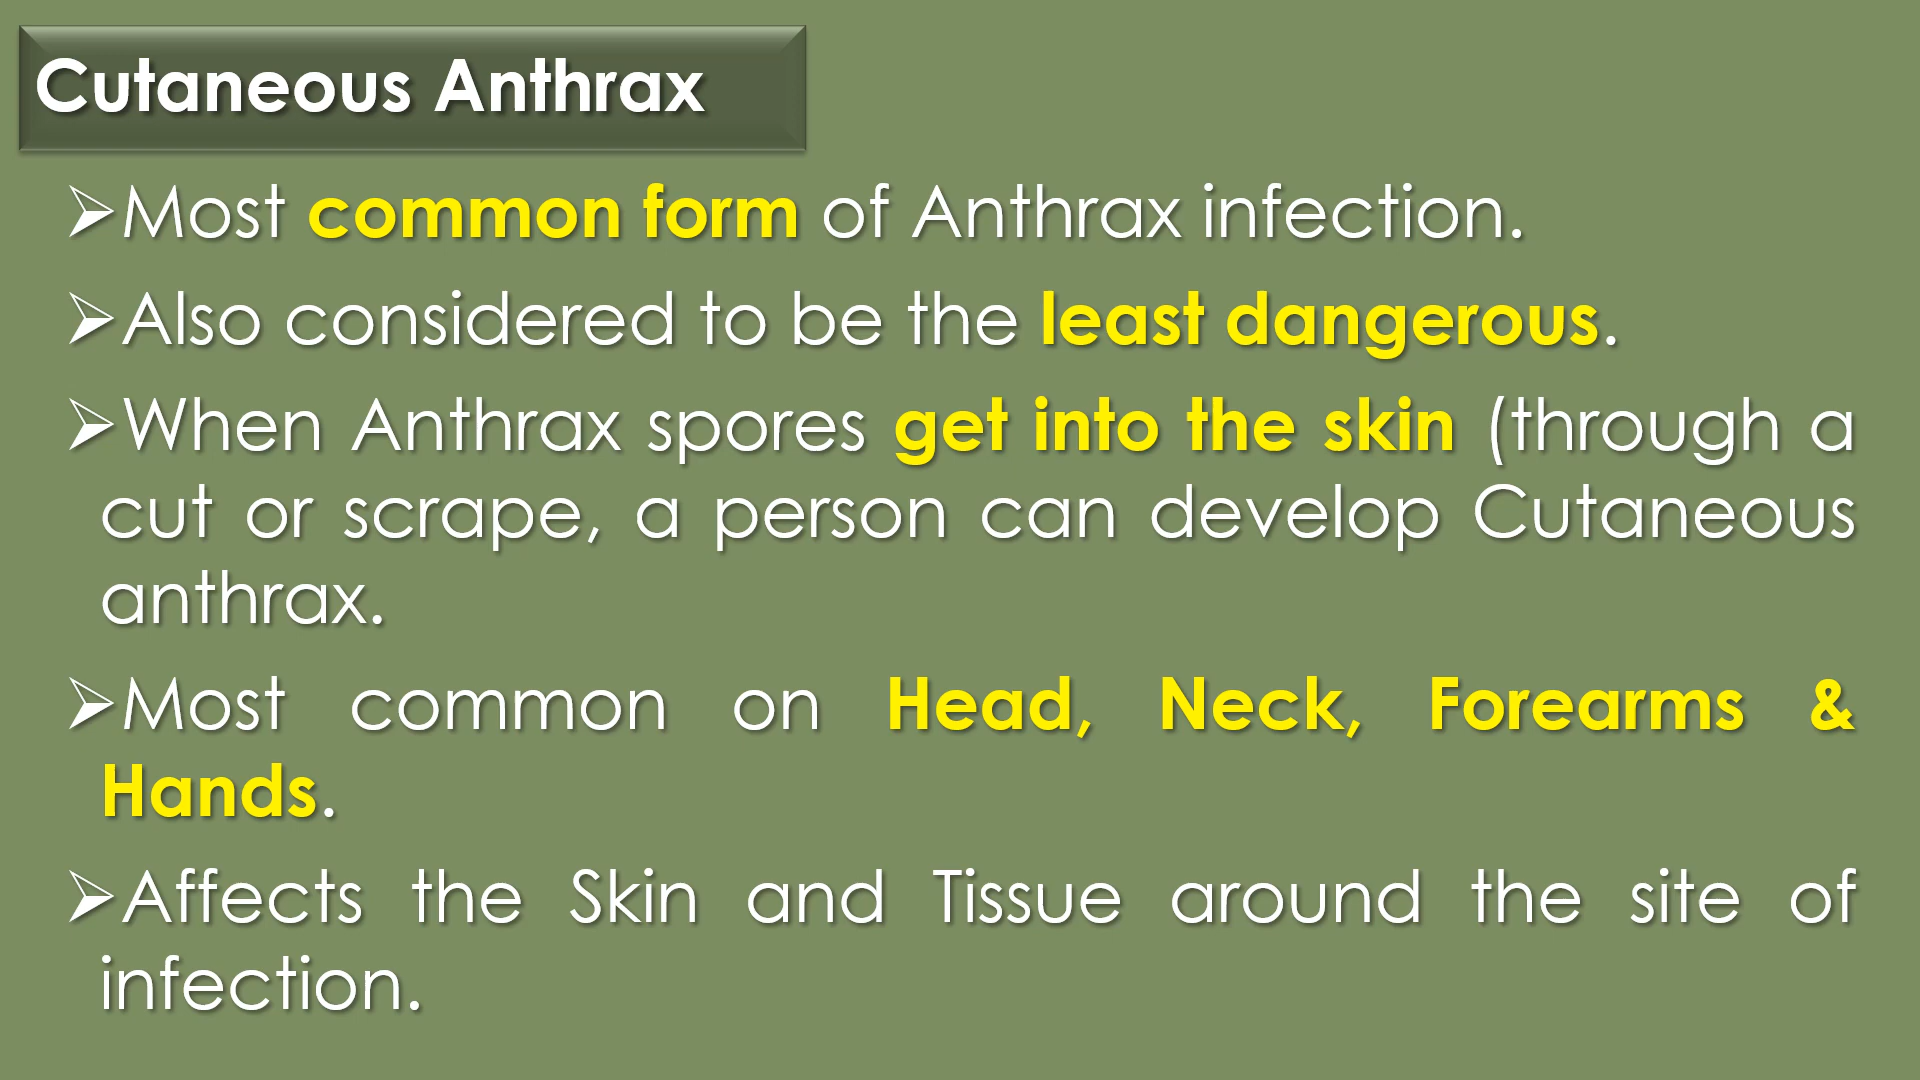 Cutaneous Anthrax
➢Most common form of Anthrax infection.
➢Also considered to be the least dangerous.
➢When Anthrax spores get into the skin (through a
cut or scrape, a person can develop Cutaneous
anthrax.
➢Most common on Head, Neck, Forearms &
Hands.
➢Affects the Skin and Tissue around the site of
infection.